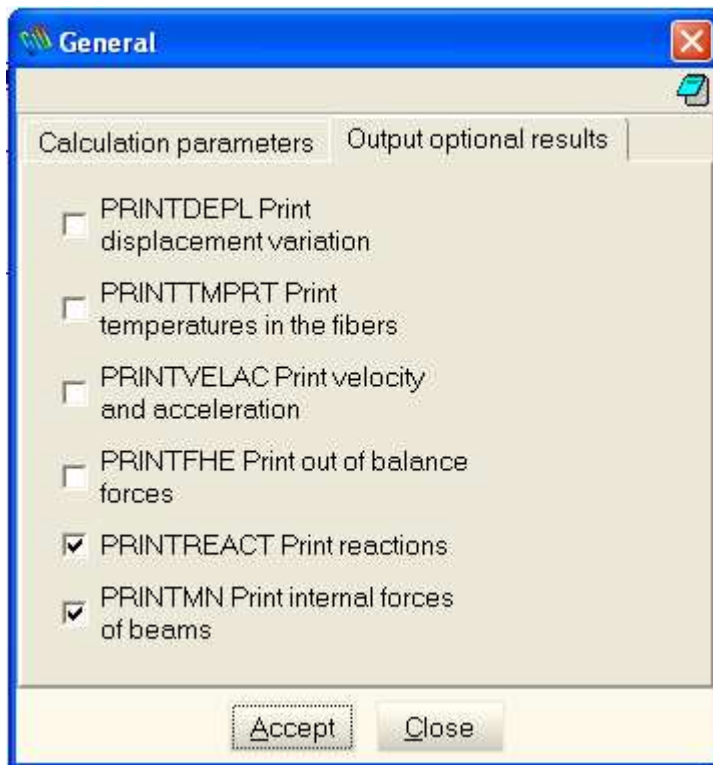 General
Calculation parameters
Output optional results
PRINTDEPL Print
displacement variation
PRINTTMPRT Print
temperatures in the fibers
PRINTVELAC Print velocity
and acceleration
PRINTFHE Print out of balance
forces
PRINTREACT Print reactions
PRINTMN Print internal forces
of beams
Accept
Close